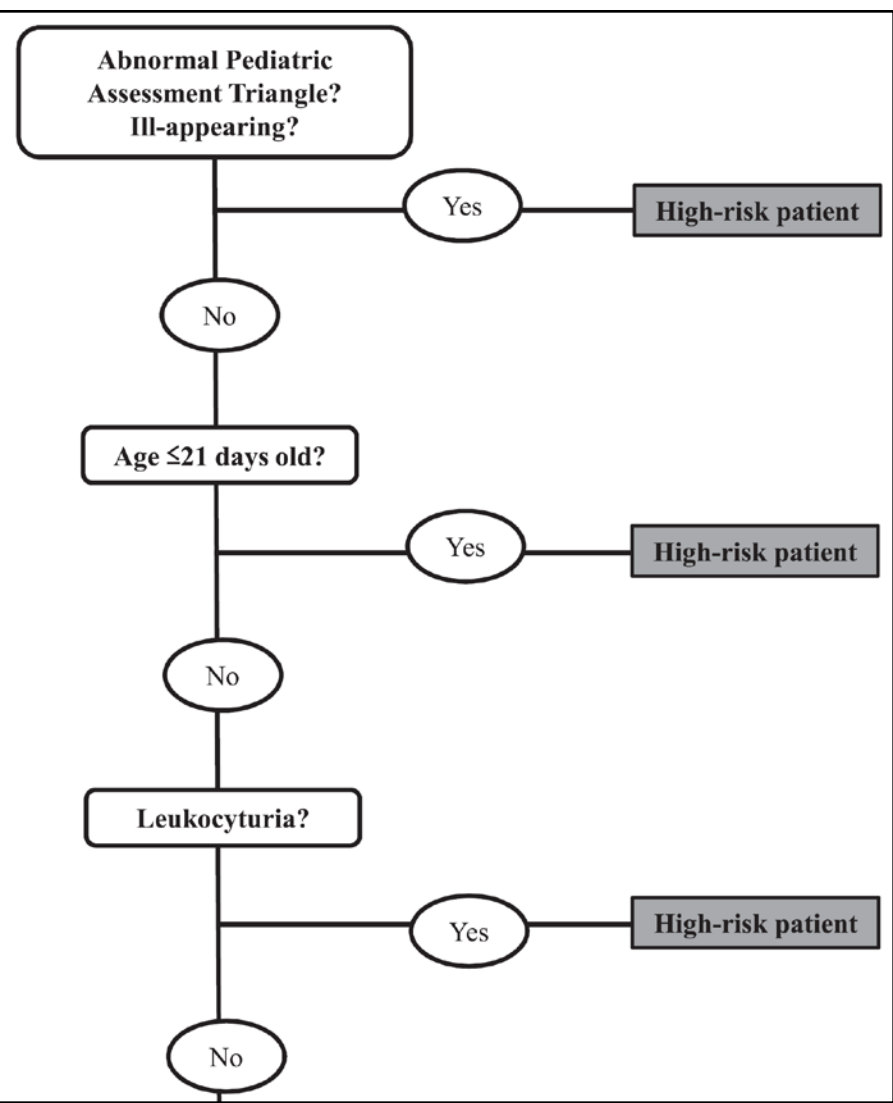 Abnormal Pediatric
Assessment Triangle?
Ill-appearing?
Yes
High-risk patient
No
Age ≤21 days old?
Yes
High-risk patient
No
Leukocyturia?
Yes
High-risk patient
No